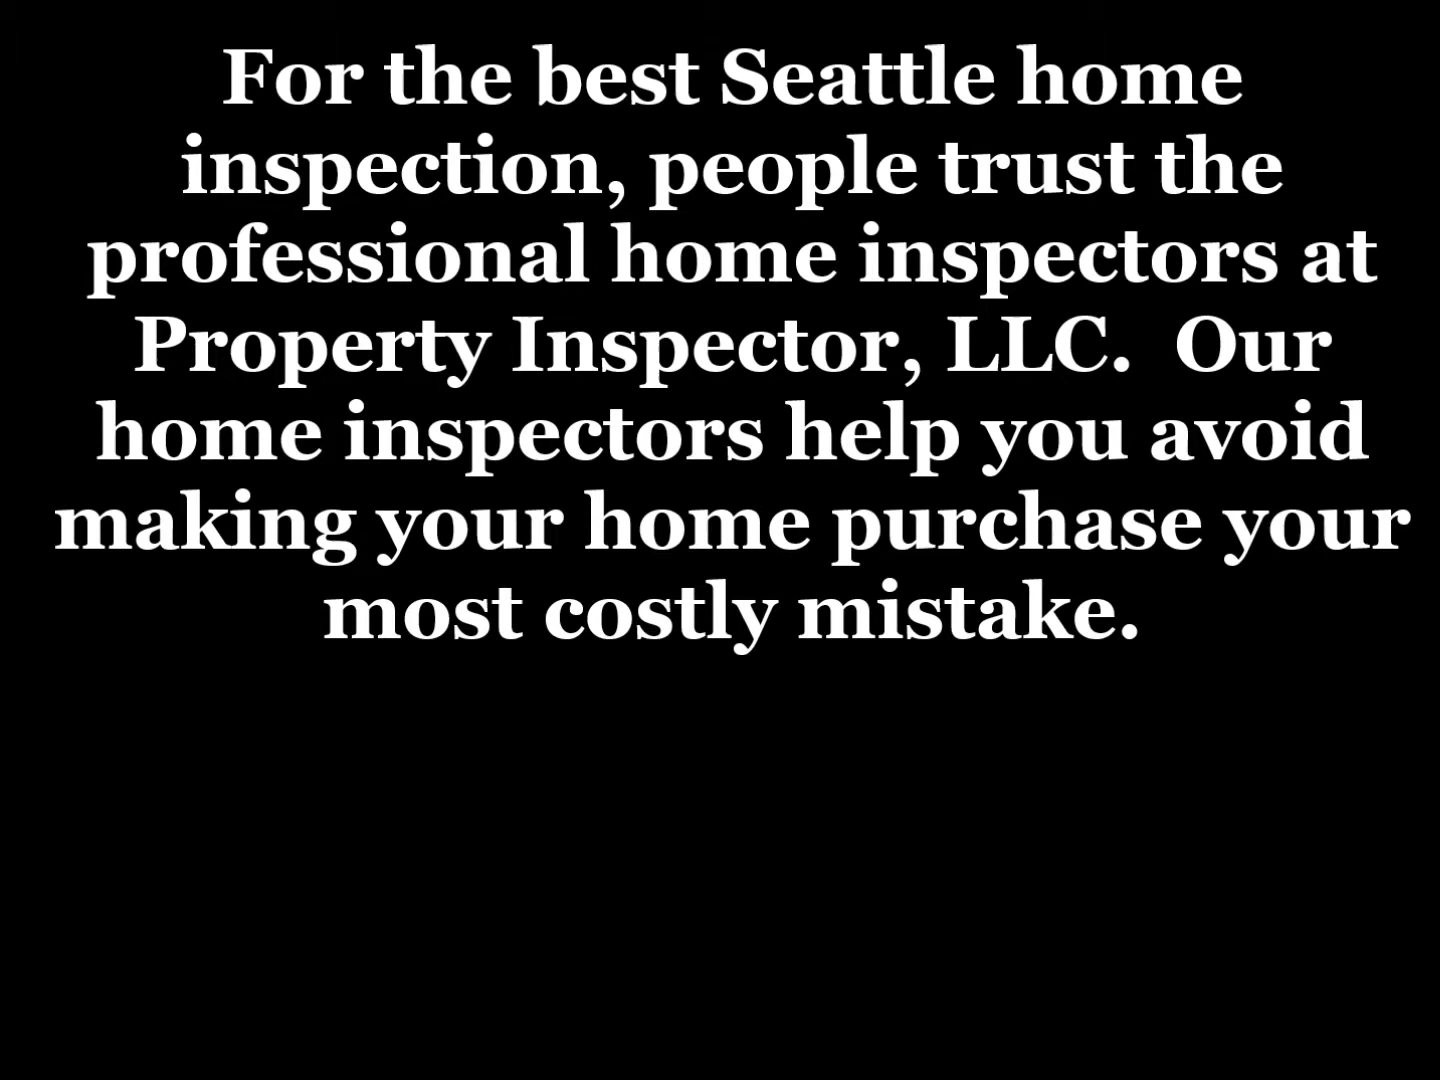 For the best Seattle home
inspection, people trust the
professional home inspectors at
Property Inspector, LLC.  Our
home inspectors help you avoid
making your home purchase your
most costly mistake.